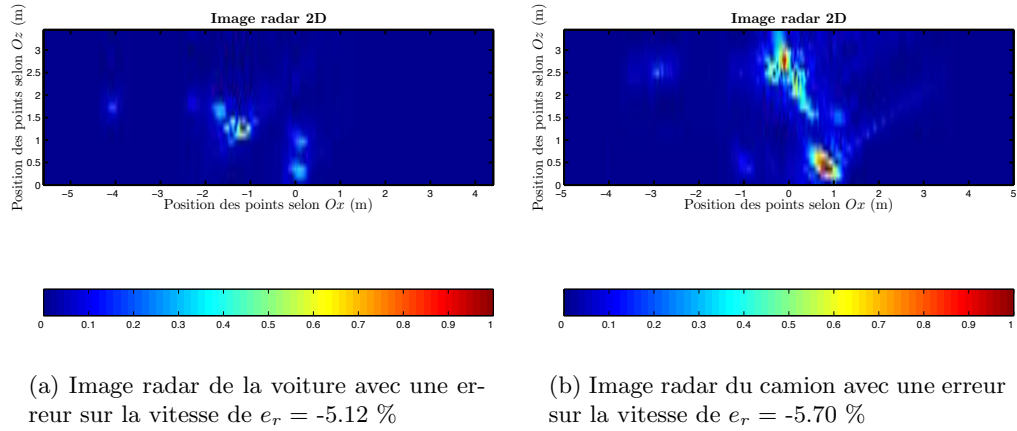 Image radar 2D
Position des points selon Oz (m)
3
2.5
2
1.5
1
0.5
0
−5 −4 −3 −2 −1 0 1 2 3 4
Position des points selon Ox (m)
0 0.1 0.2 0.3 0.4 0.5 0.6 0.7 0.8 0.9 1
(a) Image radar de la voiture avec une er-
reur sur la vitesse de e_r = -5.12 %
Image radar 2D
Position des points selon Oz (m)
3
2.5
2
1.5
1
0.5
0
−5 −4 −3 −2 −1 0 1 2 3 4 5
Position des points selon Ox (m)
0 0.1 0.2 0.3 0.4 0.5 0.6 0.7 0.8 0.9 1
(b) Image radar du camion avec une erreur
sur la vitesse de e_r = -5.70 %